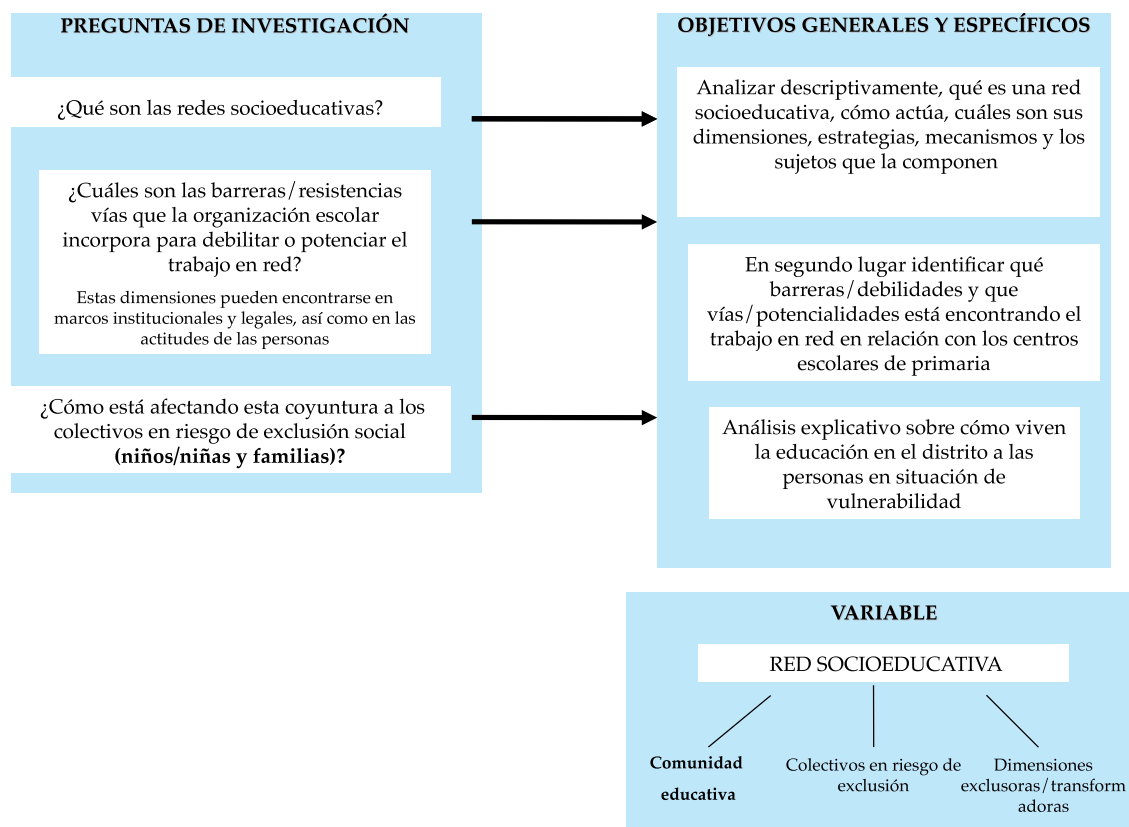 PREGUNTAS DE INVESTIGACIÓN
¿Qué son las redes socioeducativas?
¿Cuáles son las barreras/resistencias
vías que la organización escolar
incorpora para debilitar o potenciar el
trabajo en red?
Estas dimensiones pueden encontrarse en
marcos institucionales y legales, así como en las
actitudes de las personas
¿Cómo está afectando esta coyuntura a los
colectivos en riesgo de exclusión social
(niños/niñas y familias)?
OBJETIVOS GENERALES Y ESPECÍFICOS
Analizar descriptivamente, qué es una red
socioeducativa, cómo actúa, cuáles son sus
dimensiones, estrategias, mecanismos y los
sujetos que la componen
En segundo lugar identificar qué
barreras/debilidades y que
vías/potencialidades está encontrando el
trabajo en red en relación con los centros
escolares de primaria
Análisis explicativo sobre cómo viven
la educación en el distrito a las
personas en situación de
vulnerabilidad
VARIABLE
RED SOCIOEDUCATIVA
Comunidad
educativa
Colectivos en riesgo de
exclusión
Dimensiones
exclusoras/transform
adoras